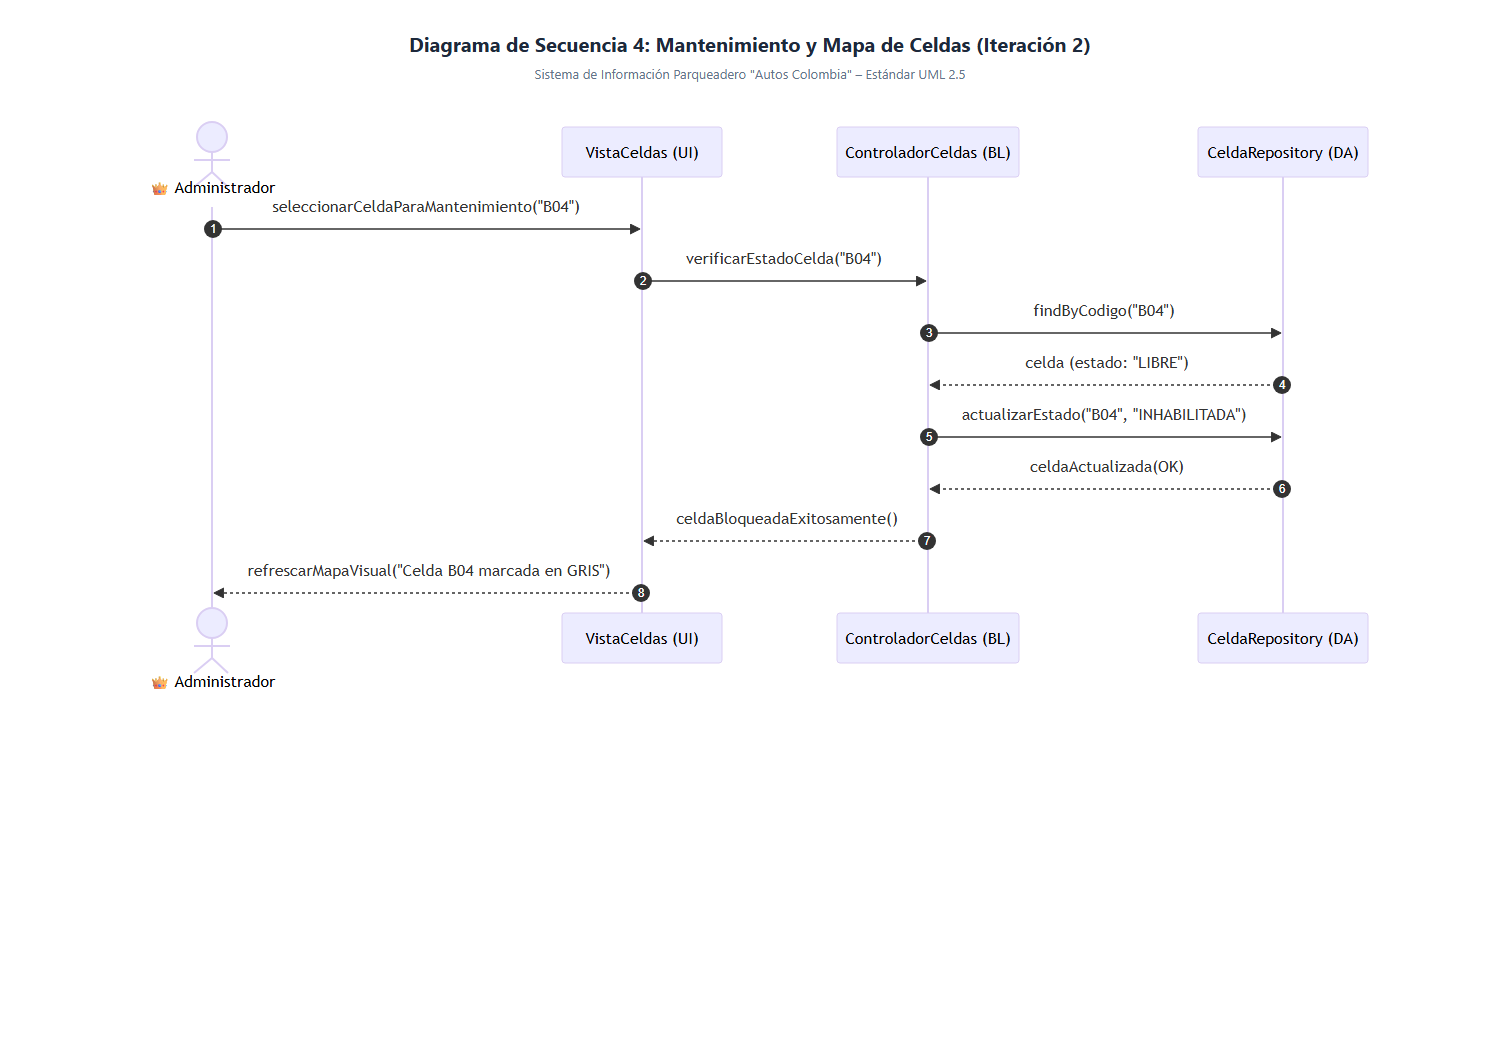 Diagrama de Secuencia 4: Mantenimiento y Mapa de Celdas (Iteración 2)
Sistema de Información Parqueadero "Autos Colombia" – Estándar UML 2.5
VistaCeldas (UI)
ControladorCeldas (BL)
CeldaRepository (DA)
Administrador
seleccionarCeldaParaMantenimiento("B04")
1
verificarEstadoCelda("B04")
2
findByCodigo("B04")
3
celda (estado: "LIBRE")
4
actualizarEstado("B04", "INHABILITADA")
5
celdaActualizada(OK)
6
celdaBloqueadaExitosamente()
7
refrescarMapaVisual("Celda B04 marcada en GRIS")
8
VistaCeldas (UI)
ControladorCeldas (BL)
CeldaRepository (DA)
Administrador